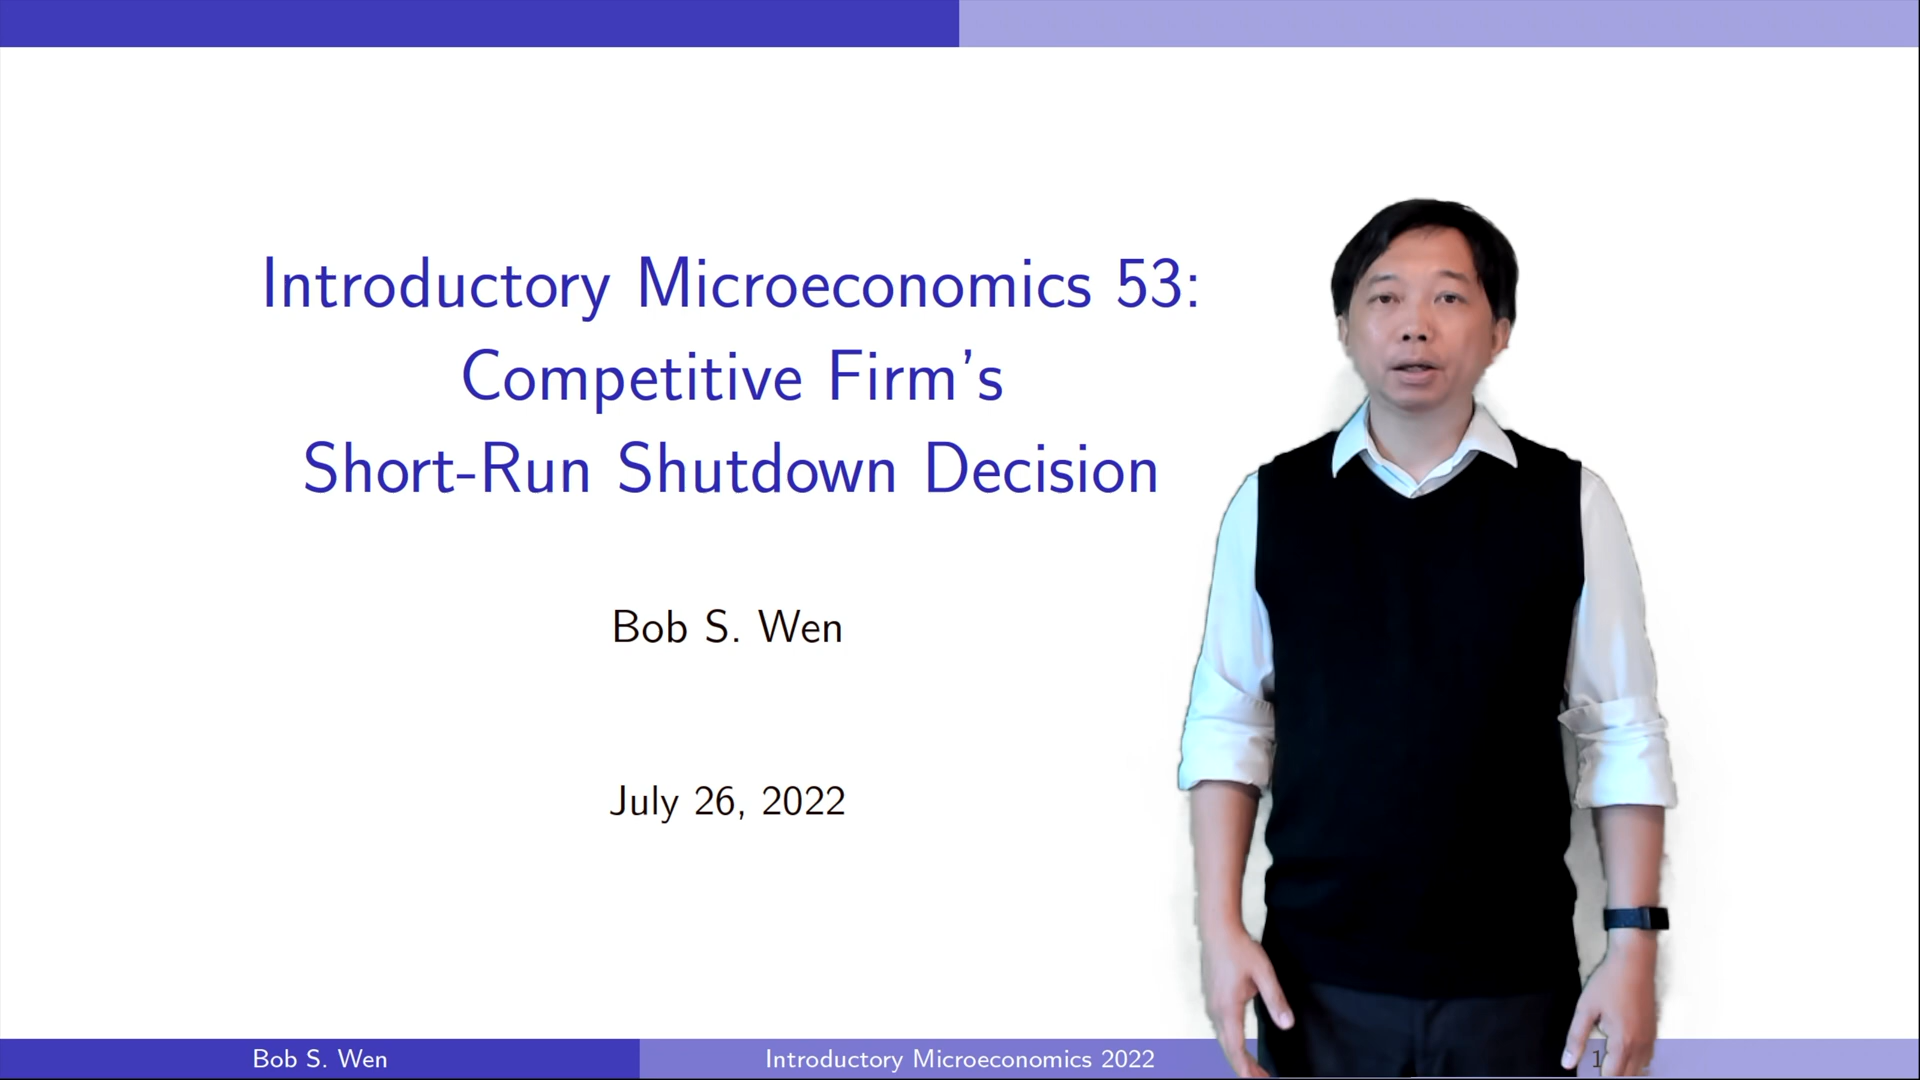 Introductory Microeconomics 53:
Competitive Firm's
Short-Run Shutdown Decision
Bob S. Wen
July 26, 2022
Bob S. Wen
Introductory Microeconomics 2022
1